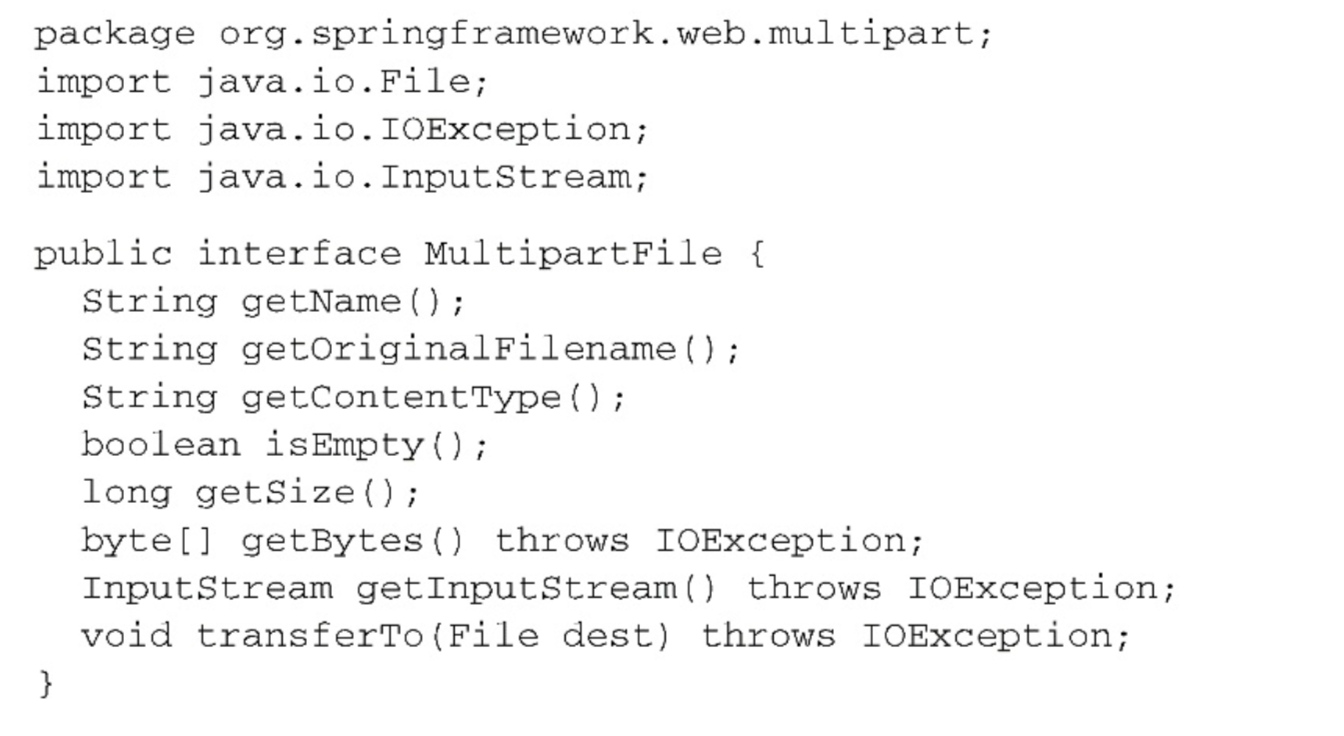 package org.springframework.web.multipart;
import java.io.File;
import java.io.IOException;
import java.io.InputStream;
public interface MultipartFile {
String getName();
String getOriginalFilename();
String getContentType();
boolean isEmpty();
long getSize();
byte[] getBytes() throws IOException;
InputStream getInputStream() throws IOException;
void transferTo(File dest) throws IOException;
}